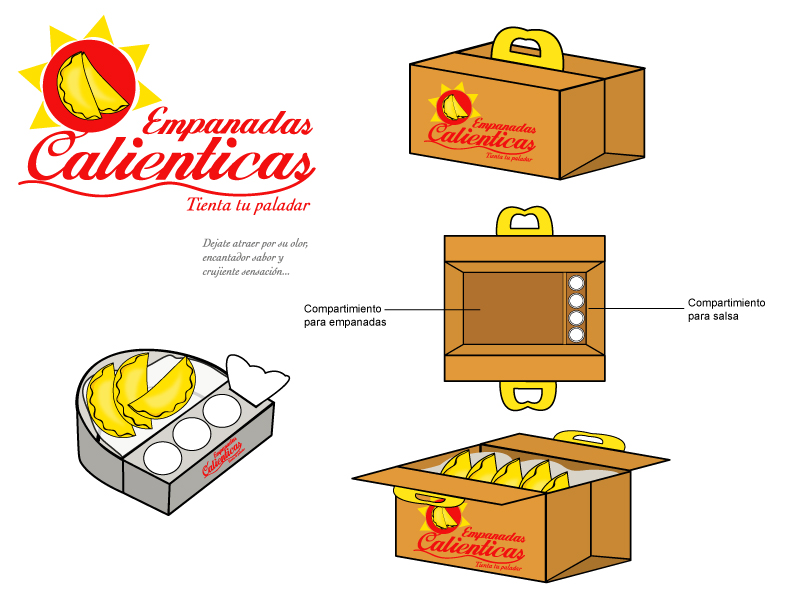 Empanadas
Calienticas
Tienta tu paladar
Dejate atraer por su olor,
encantador sabor y
crujiente sensación...
Empanadas
Calienticas
Tienta tu paladar
Compartimiento
para empanadas
Compartimiento
para salsa
Empanadas
Calienticas
Empanadas
Calienticas
Tienta tu paladar